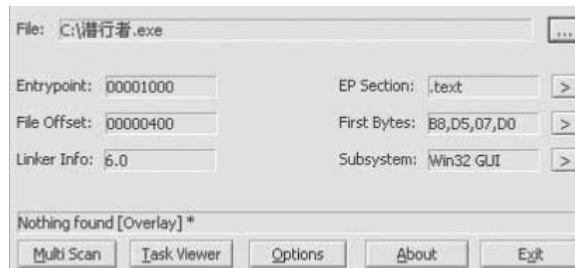 File: C:\潜行者.exe ...
Entrypoint: 00001000 EP Section: .text >
File Offset: 00000400 First Bytes: B8,D5,07,D0 >
Linker Info: 6.0 Subsystem: Win32 GUI >
Nothing found [Overlay] *
Multi Scan Task Viewer Options About Exit